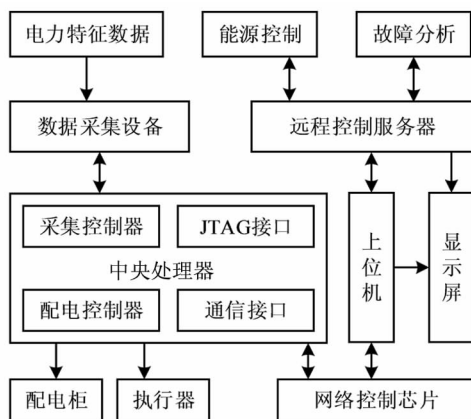 电力特征数据
能源控制
故障分析
数据采集设备
远程控制服务器
采集控制器
JTAG接口
中央处理器
配电控制器
通信接口
上位机
显示屏
配电柜
执行器
网络控制芯片